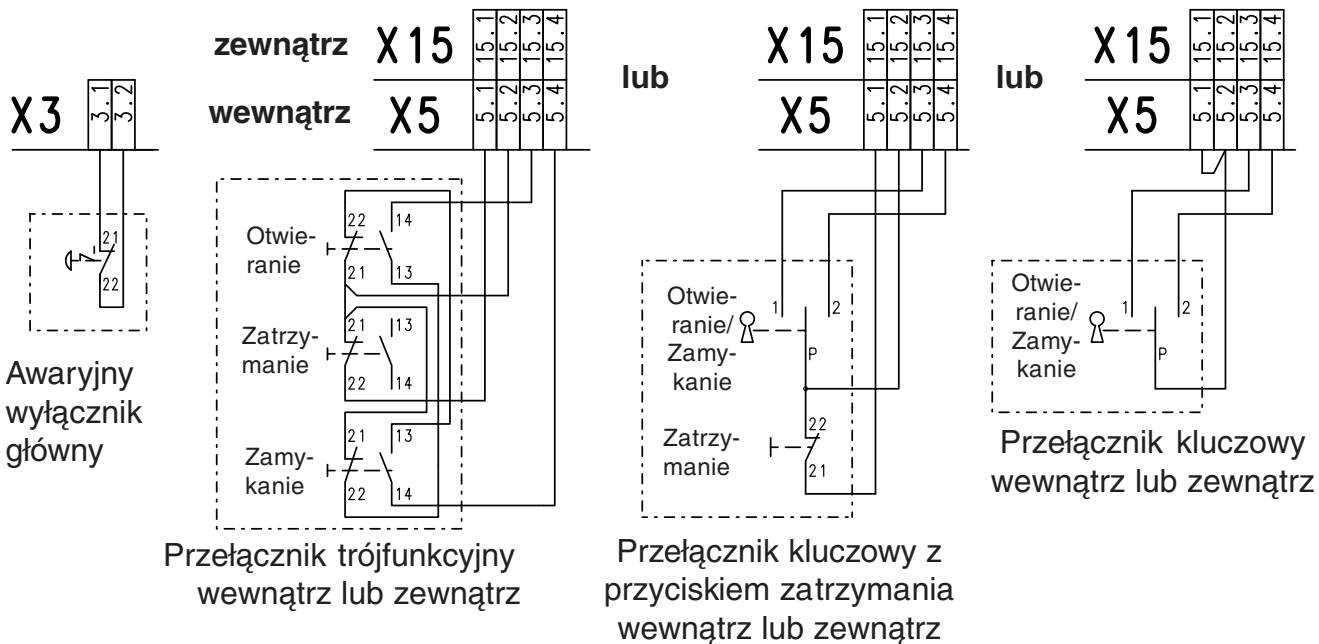 X3 3.1 3.2
21
22
Awaryjny
wyłącznik
główny
zewnątrz X15 15.1 15.2 15.3 15.4
wewnątrz X5 5.1 5.2 5.3 5.4
Otwie-
ranie
22 14
21 13
Zatrzy-
manie
21 13
22 14
Zamy-
kanie
21 13
22 14
Przełącznik trójfunkcyjny
wewnątrz lub zewnątrz
lub
X15 15.1 15.2 15.3 15.4
X5 5.1 5.2 5.3 5.4
Otwie-
ranie/
Zamy-
kanie
1 2
P
Zatrzy-
manie
22
21
Przełącznik kluczowy z
przyciskiem zatrzymania
wewnątrz lub zewnątrz
lub
X15 15.1 15.2 15.3 15.4
X5 5.1 5.2 5.3 5.4
Otwie-
ranie/
Zamy-
kanie
1 2
P
Przełącznik kluczowy
wewnątrz lub zewnątrz